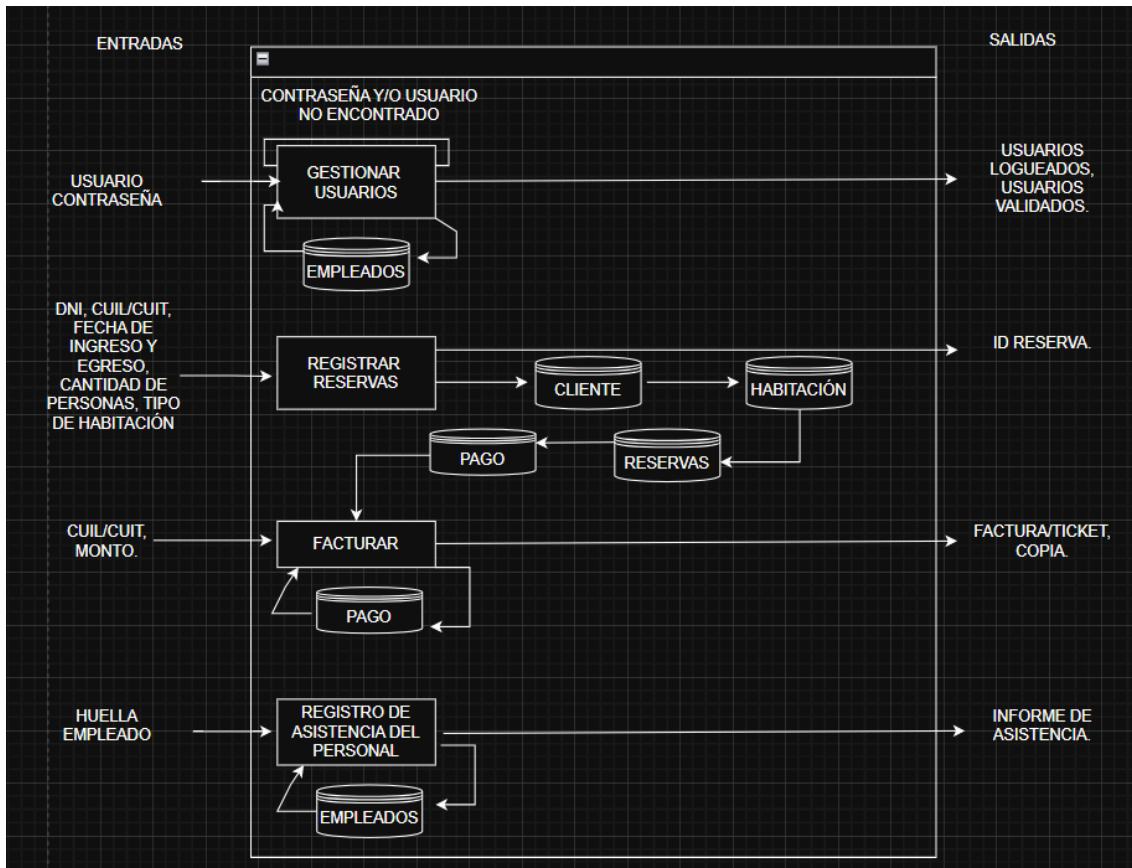 ENTRADAS
SALIDAS
CONTRASEÑA Y/O USUARIO
NO ENCONTRADO
USUARIO
CONTRASEÑA
GESTIONAR
USUARIOS
EMPLEADOS
USUARIOS
LOGUEADOS,
USUARIOS
VALIDADOS.
DNI, CUIL/CUIT,
FECHA DE
INGRESO Y
EGRESO,
CANTIDAD DE
PERSONAS, TIPO
DE HABITACIÓN
REGISTRAR
RESERVAS
CLIENTE
HABITACIÓN
ID RESERVA.
PAGO
RESERVAS
CUIL/CUIT,
MONTO.
FACTURAR
PAGO
FACTURA/TICKET,
COPIA.
HUELLA
EMPLEADO
REGISTRO DE
ASISTENCIA DEL
PERSONAL
EMPLEADOS
INFORME DE
ASISTENCIA.